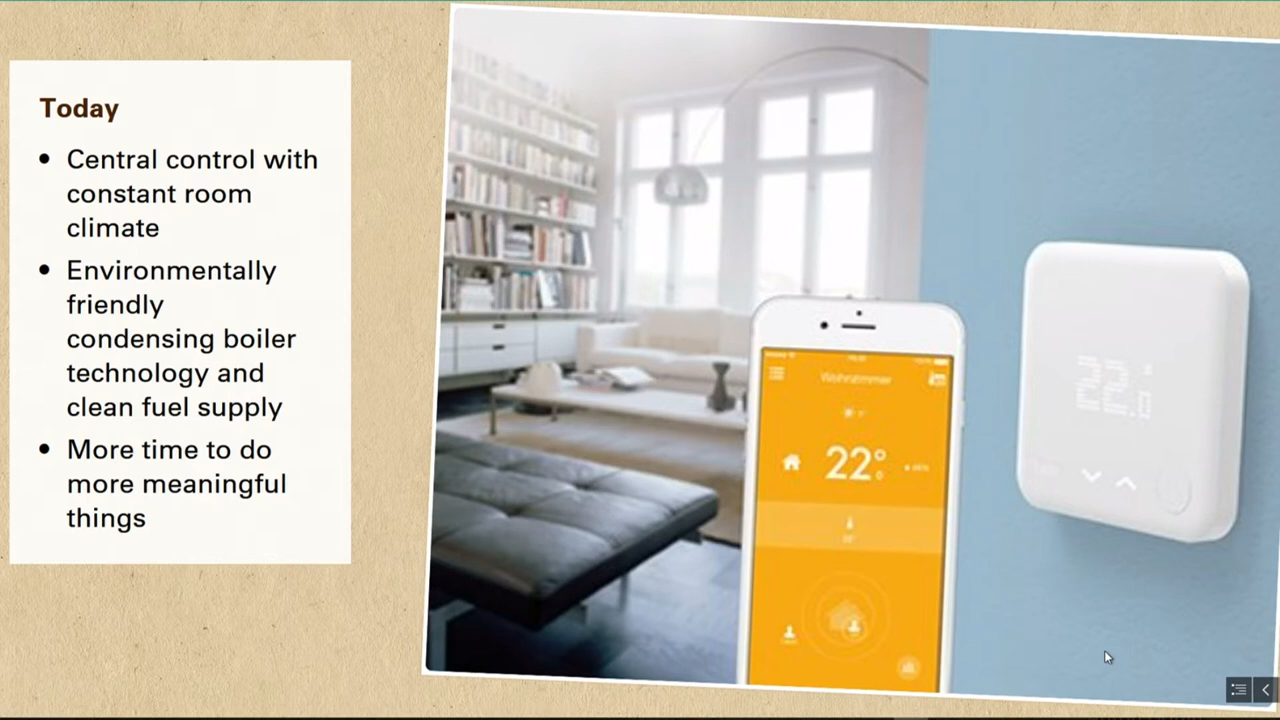 Today
• Central control with
constant room
climate
• Environmentally
friendly
condensing boiler
technology and
clean fuel supply
• More time to do
more meaningful
things
Wohnzimmer
22°